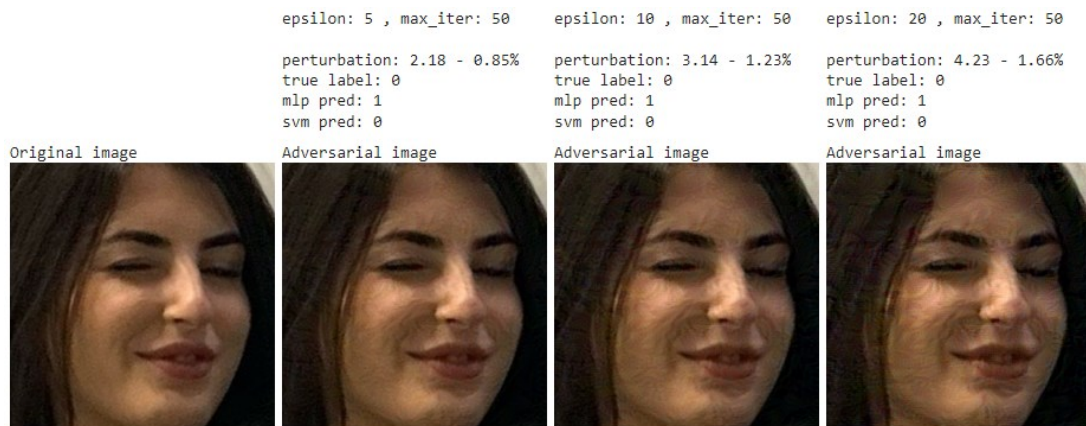 epsilon: 5 , max_iter: 50
perturbation: 2.18 - 0.85%
true label: 0
mlp pred: 1
svm pred: 0
epsilon: 10 , max_iter: 50
perturbation: 3.14 - 1.23%
true label: 0
mlp pred: 1
svm pred: 0
epsilon: 20 , max_iter: 50
perturbation: 4.23 - 1.66%
true label: 0
mlp pred: 1
svm pred: 0
Original image
Adversarial image
Adversarial image
Adversarial image